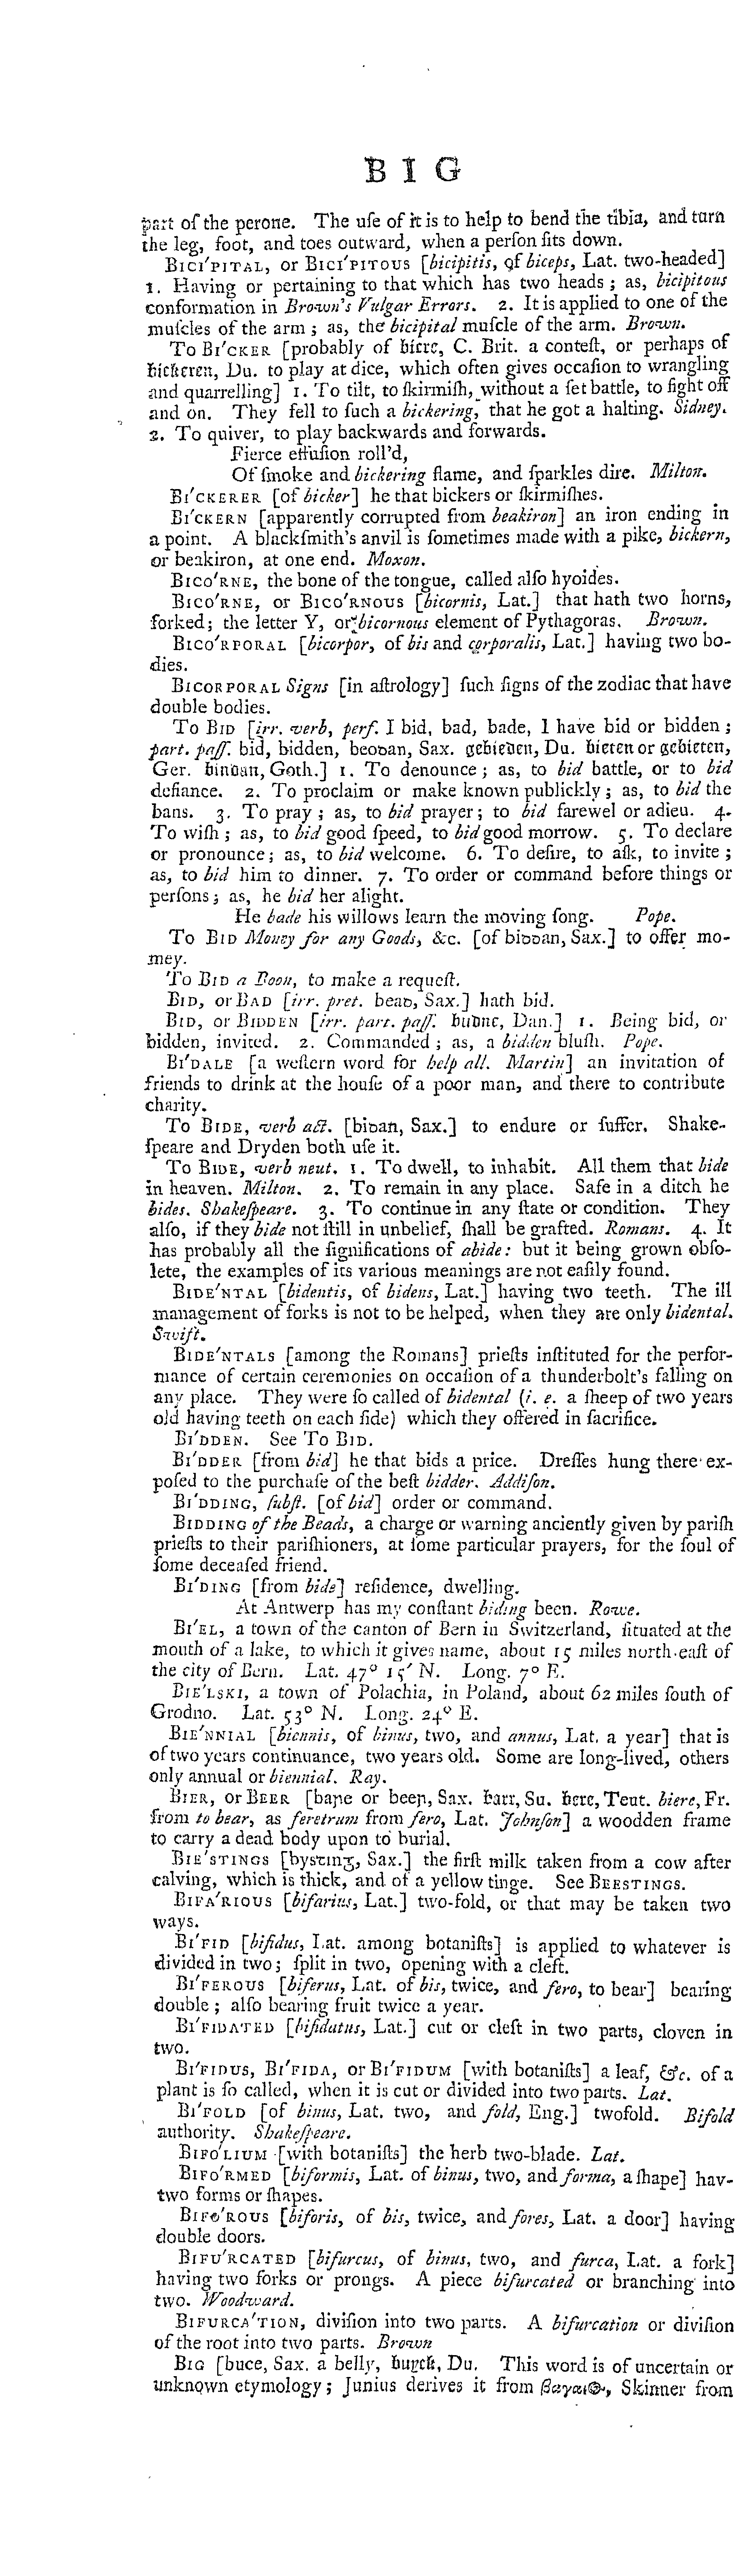 B I G
part of the perone. The uſe of it is to help to bend the tibia, and turn
the leg, foot, and toes outward, when a perſon ſits down.
BICI'PITAL, or BICI'PITOUS [bicipitis, of biceps, Lat. two-headed]
1. Having or pertaining to that which has two heads; as, bicipitous
conformation in Brown's Vulgar Errors. 2. It is applied to one of the
muſcles of the arm; as, the bicipital muſcle of the arm. Brown.
To BI'CKER [probably of bicre, C. Brit. a conteſt, or perhaps of
bickeren, Du. to play at dice, which often gives occaſion to wrangling
and quarrelling] 1. To tilt, to ſkirmiſh, without a ſet battle, to fight off
and on. They fell to ſuch a bickering, that he got a halting. Sidney.
2. To quiver, to play backwards and forwards.
Fierce effuſion roll'd,
Of ſmoke and bickering flame, and ſparkles dire. Milton.
BI'CKERER [of bicker] he that bickers or ſkirmiſhes.
BI'CKERN [apparently corrupted from beakiron] an iron ending in
a point. A blackſmith's anvil is ſometimes made with a pike, bickern,
or beakiron, at one end. Moxon.
BICO'RNE, the bone of the tongue, called alſo hyoides.
BICO'RNE, or BICO'RNOUS [bicornis, Lat.] that hath two horns,
forked; the letter Y, or bicornous element of Pythagoras. Brown.
BICO'RPORAL [bicorpor, of bis and corporalis, Lat.] having two bo-
dies.
BICORPORAL Signs [in aſtrology] ſuch ſigns of the zodiac that have
double bodies.
To BID [irr. verb, perf. I bid, bad, bade, I have bid or bidden;
part. paſſ. bid, bidden, beodan, Sax. gebieden, Du. bieten or gebieten,
Ger. bindan, Goth.] 1. To denounce; as, to bid battle, or to bid
defiance. 2. To proclaim or make known publickly; as, to bid the
bans. 3. To pray; as, to bid prayer; to bid farewel or adieu. 4.
To wiſh; as, to bid good ſpeed, to bid good morrow. 5. To declare
or pronounce; as, to bid welcome. 6. To deſire, to aſk, to invite;
as, to bid him to dinner. 7. To order or command before things or
perſons; as, he bid her alight.
He bade his willows learn the moving ſong. Pope.
To BID Money for any Goods, &c. [of biddan, Sax.] to offer mo-
mey.
To BID a Boon, to make a requeſt.
BID, or BAD [irr. pret. bead, Sax.] hath bid.
BID, or BIDDEN [irr. part. paſſ. budne, Dan.] 1. Being bid, or
bidden, invited. 2. Commanded; as, a bidden bluſh. Pope.
BI'DALE [a weſtern word for help all. Martin] an invitation of
friends to drink at the houſe of a poor man, and there to contribute
charity.
To BIDE, verb act. [bidan, Sax.] to endure or ſuffer. Shake-
ſpeare and Dryden both uſe it.
To BIDE, verb neut. 1. To dwell, to inhabit. All them that bide
in heaven. Milton. 2. To remain in any place. Safe in a ditch he
bides. Shakeſpeare. 3. To continue in any ſtate or condition. They
alſo, if they bide not ſtill in unbelief, ſhall be grafted. Romans. 4. It
has probably all the ſignifications of abide: but it being grown obſo-
lete, the examples of its various meanings are not eaſily found.
BIDE'NTAL [bidentis, of bidens, Lat.] having two teeth. The ill
management of forks is not to be helped, when they are only bidental.
Swift.
BIDE'NTALS [among the Romans] prieſts inſtituted for the perfor-
mance of certain ceremonies on occaſion of a thunderbolt's falling on
any place. They were ſo called of bidental (i. e. a ſheep of two years
old having teeth on each ſide) which they offered in ſacrifice.
BI'DDEN. See To BID.
BI'DDER [from bid] he that bids a price. Dreſſes hung there ex-
poſed to the purchaſe of the beſt bidder. Addiſon.
BI'DDING, ſubſt. [of bid] order or command.
BIDDING of the Beads, a charge or warning anciently given by pariſh
prieſts to their pariſhioners, at ſome particular prayers, for the ſoul of
ſome deceaſed friend.
BI'DING [from bide] reſidence, dwelling.
At Antwerp has my conſtant biding been. Rowe.
BI'EL, a town of the canton of Bern in Switzerland, ſituated at the
mouth of a lake, to which it gives name, about 15 miles north-eaſt of
the city of Bern. Lat. 47° 15′ N. Long. 7° E.
BIE'LSKI, a town of Polachia, in Poland, about 62 miles ſouth of
Grodno. Lat. 53° N. Long. 24° E.
BIE'NNIAL [biennis, of binus, two, and annus, Lat. a year] that is
of two years continuance, two years old. Some are long-lived, others
only annual or biennial. Ray.
BIER, or BEER [bære or beer, Sax. barr, Su. bere, Teut. biere, Fr.
from to bear, as feretrum from fero, Lat. Johnſon] a woodden frame
to carry a dead body upon to burial.
BIE'STINGS [bysting, Sax.] the firſt milk taken from a cow after
calving, which is thick, and of a yellow tinge. See BEESTINGS.
BIFA'RIOUS [bifarius, Lat.] two-fold, or that may be taken two
ways.
BI'FID [bifidus, Lat. among botaniſts] is applied to whatever is
divided in two; ſplit in two, opening with a cleft.
BI'FEROUS [biferus, Lat. of bis, twice, and fero, to bear] bearing
double; alſo bearing fruit twice a year.
BI'FIDATED [bifidatus, Lat.] cut or cleft in two parts, cloven in
two.
BI'FIDUS, BI'FIDA, or BI'FIDUM [with botaniſts] a leaf, &c. of a
plant is ſo called, when it is cut or divided into two parts. Lat.
BI'FOLD [of binus, Lat. two, and fold, Eng.] twofold. Bifold
authority. Shakeſpeare.
BIFO'LIUM [with botaniſts] the herb two-blade. Lat.
BIFO'RMED [biformis, Lat. of binus, two, and forma, a ſhape] hav-
two forms or ſhapes.
BIFO'ROUS [biforis, of bis, twice, and fores, Lat. a door] having
double doors.
BIFU'RCATED [bifurcus, of binus, two, and furca, Lat. a fork]
having two forks or prongs. A piece bifurcated or branching into
two. Woodward.
BIFURCA'TION, diviſion into two parts. A bifurcation or diviſion
of the root into two parts. Brown
BIG [buce, Sax. a belly, Du. This word is of uncertain or
unknown etymology; Junius derives it from βαγαιος, Skinner from